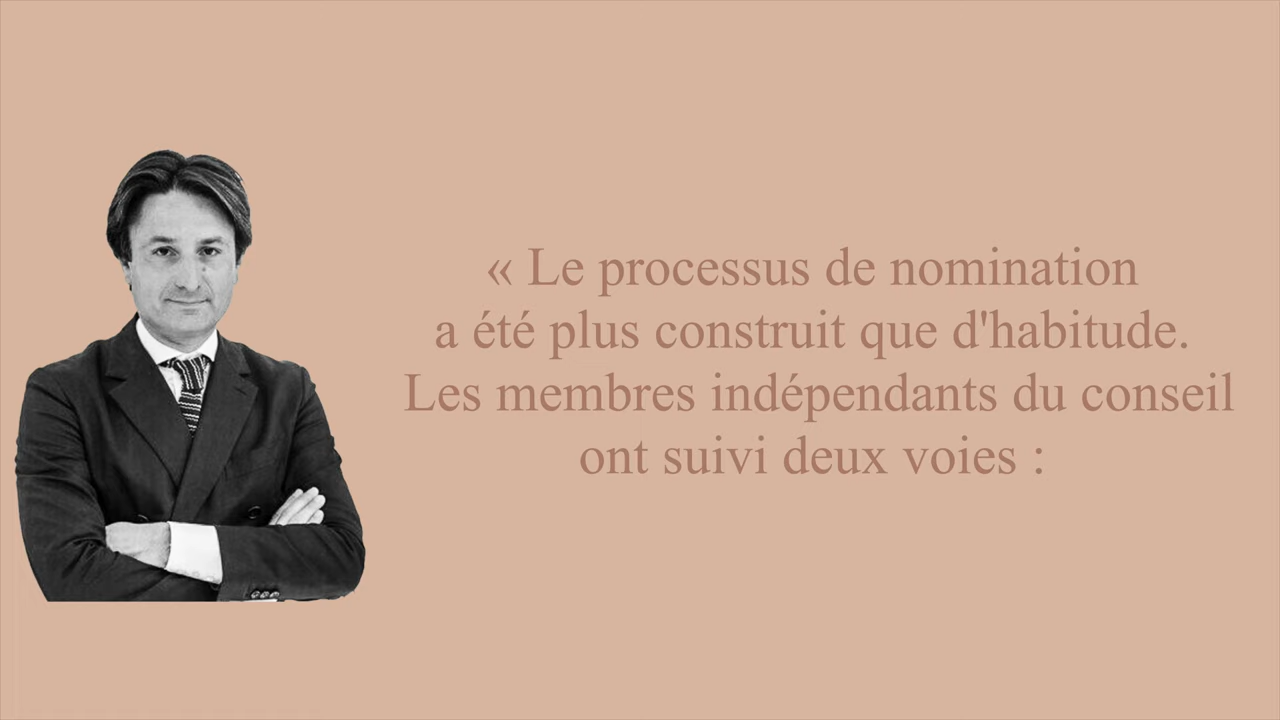 « Le processus de nomination
a été plus construit que d'habitude.
Les membres indépendants du conseil
ont suivi deux voies :